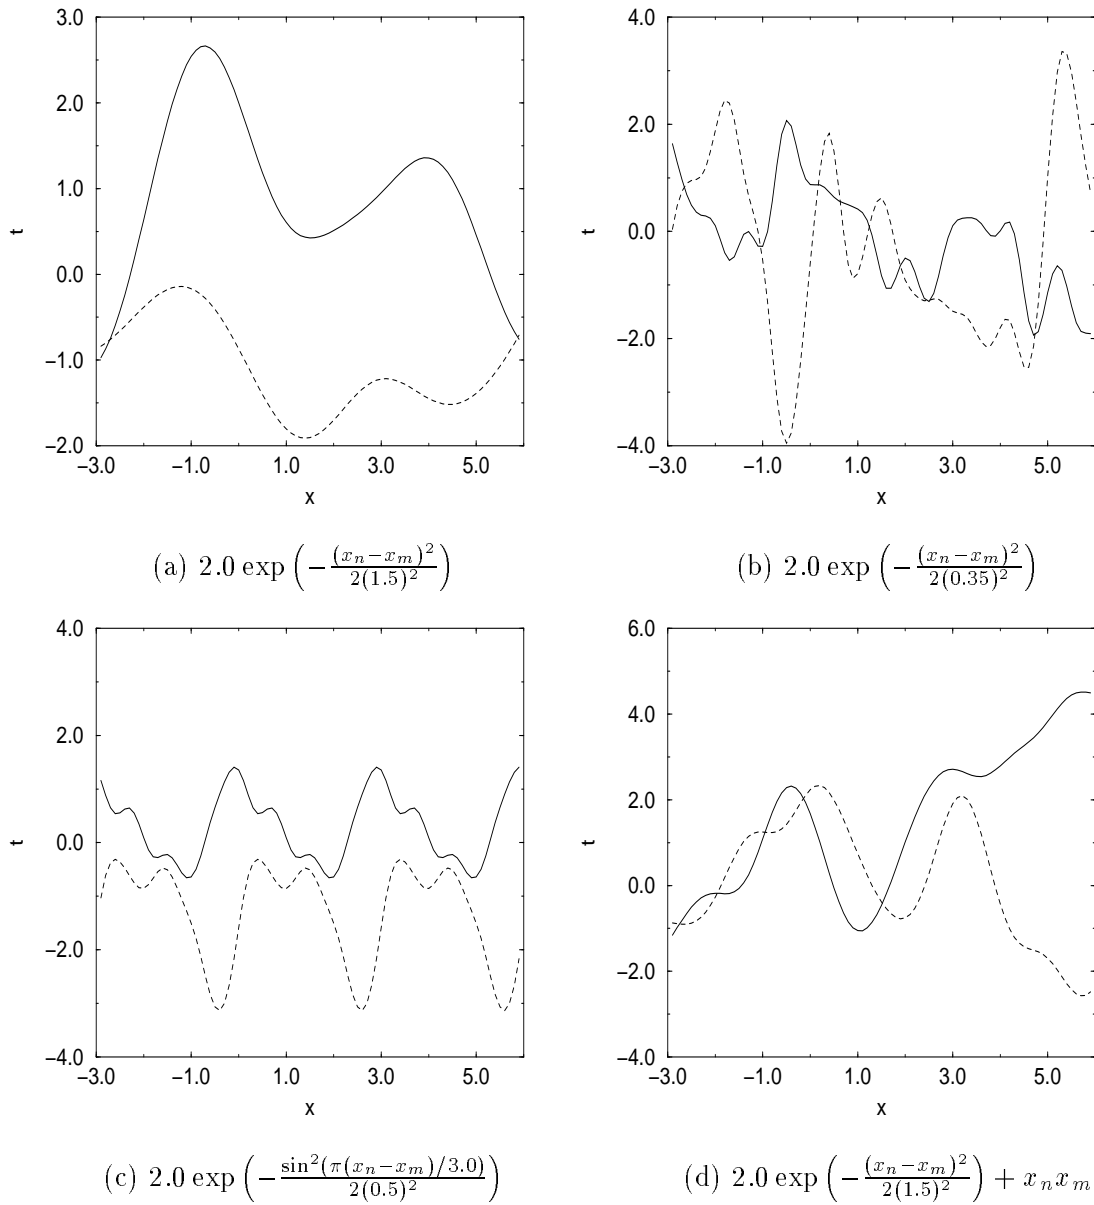 3.0
2.0
1.0
0.0
−1.0
−2.0
t
−3.0 −1.0 1.0 3.0 5.0
x
(a) 2.0 exp (−(x_n−x_m)^2 / 2(1.5)^2)
4.0
2.0
0.0
−2.0
−4.0
t
−3.0 −1.0 1.0 3.0 5.0
x
(b) 2.0 exp (−(x_n−x_m)^2 / 2(0.35)^2)
4.0
2.0
0.0
−2.0
−4.0
t
−3.0 −1.0 1.0 3.0 5.0
x
(c) 2.0 exp (−sin^2(π(x_n−x_m)/3.0) / 2(0.5)^2)
6.0
4.0
2.0
0.0
−2.0
−4.0
t
−3.0 −1.0 1.0 3.0 5.0
x
(d) 2.0 exp (−(x_n−x_m)^2 / 2(1.5)^2) + x_n x_m